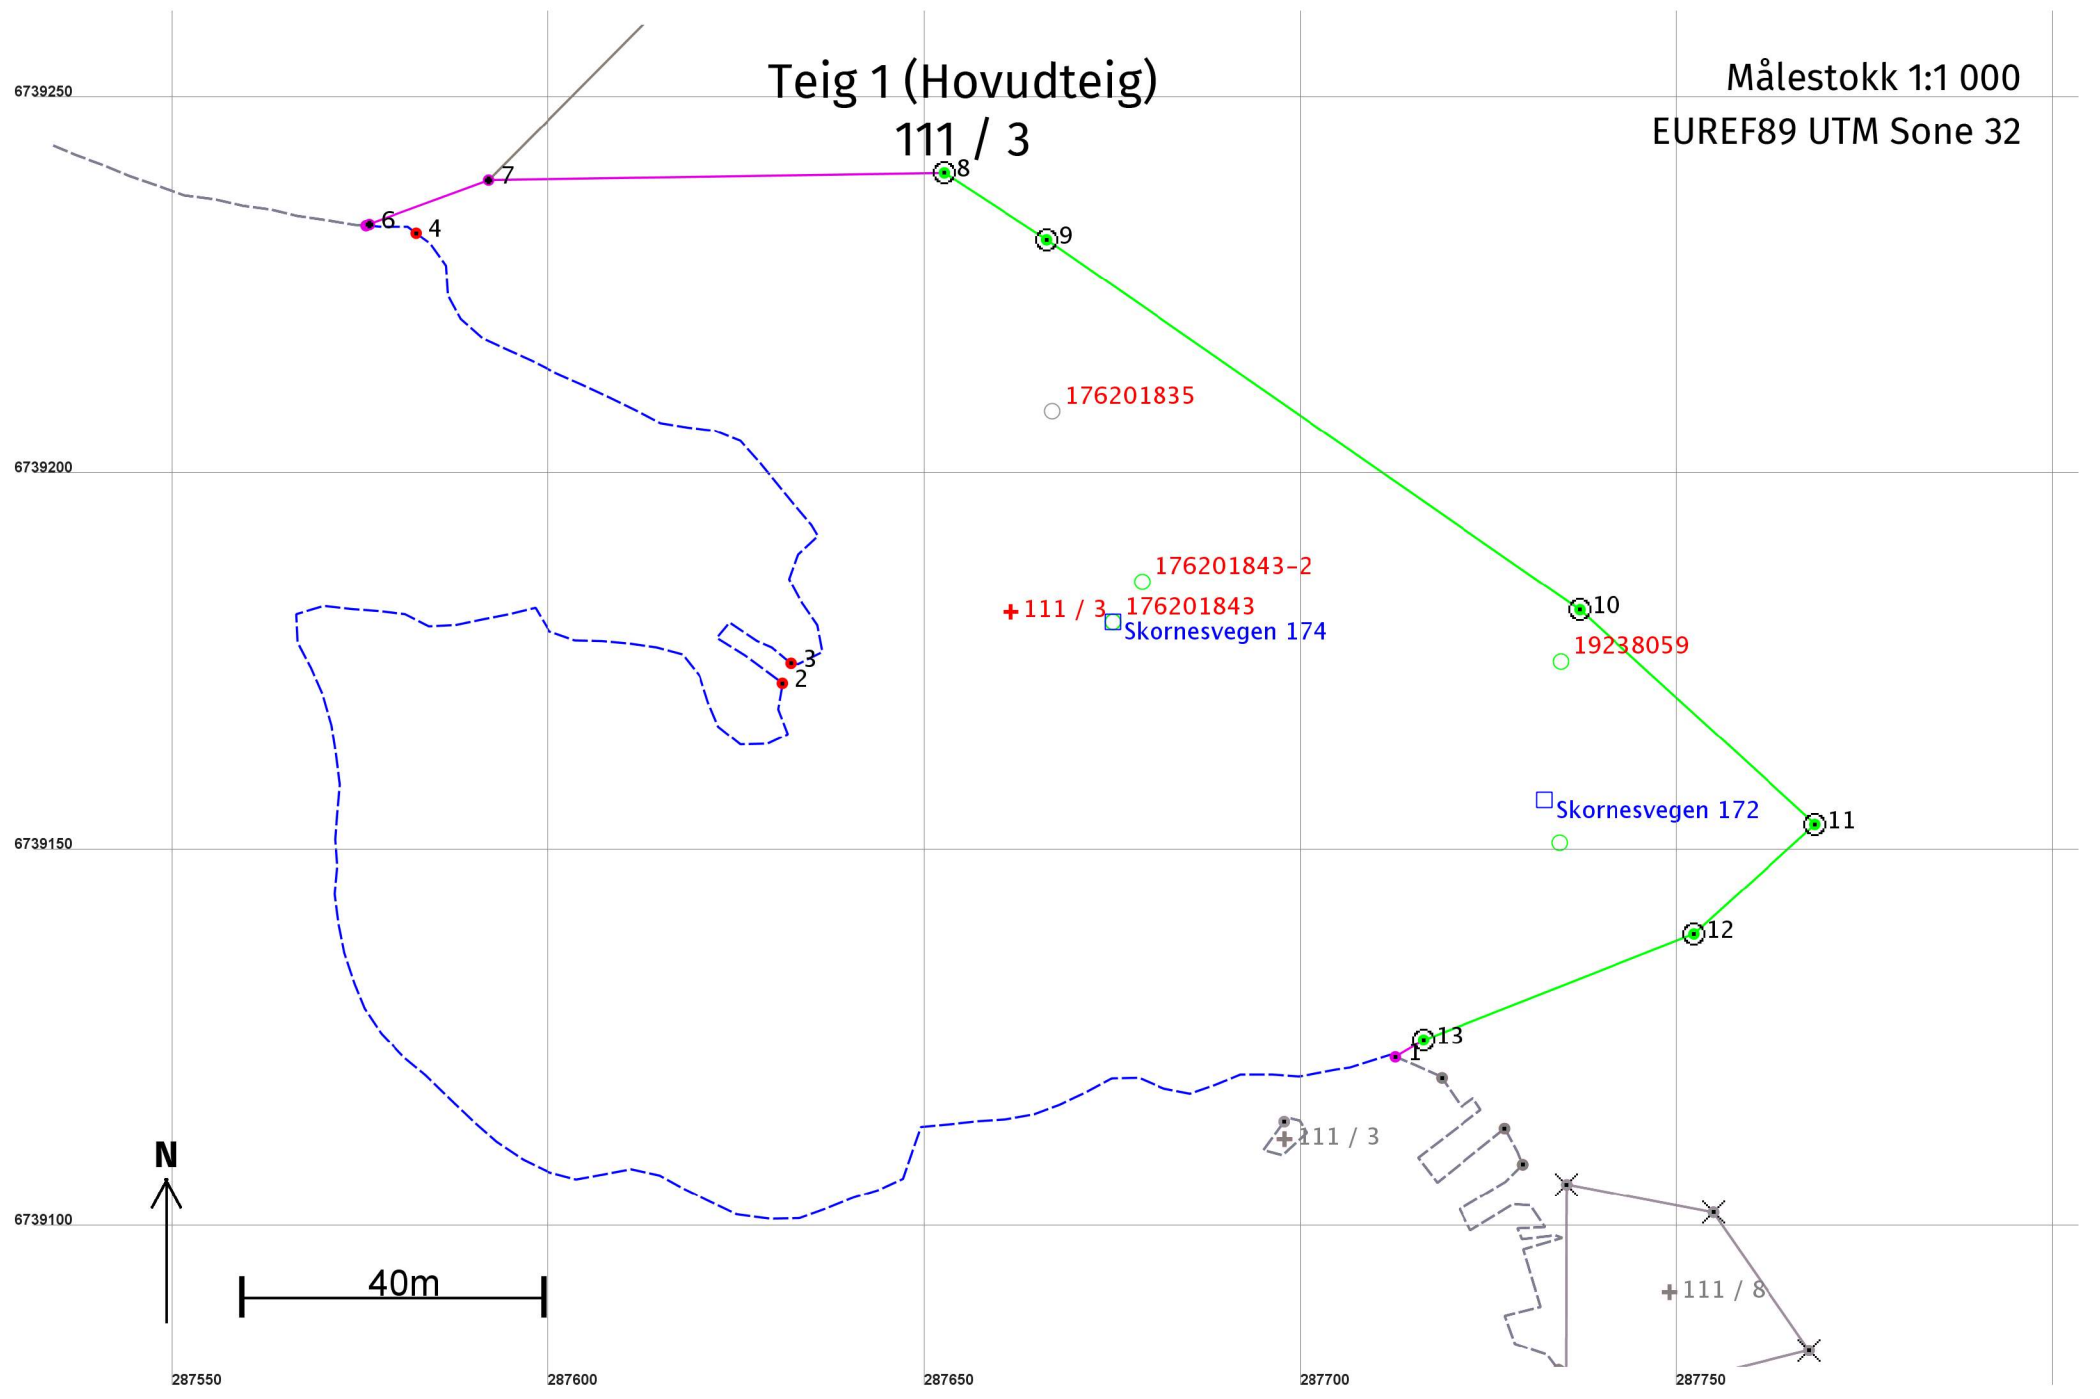 Teig 1 (Hovudteig)
111 / 3
Målestokk 1:1 000
EUREF89 UTM Sone 32
6739250
7
8
6
4
9
176201835
6739200
176201843-2
111 / 3
176201843
Skornesvegen 174
10
19238059
3
2
Skornesvegen 172
11
6739150
12
13
1
111 / 3
N
6739100
40m
111 / 8
287550
287600
287650
287700
287750